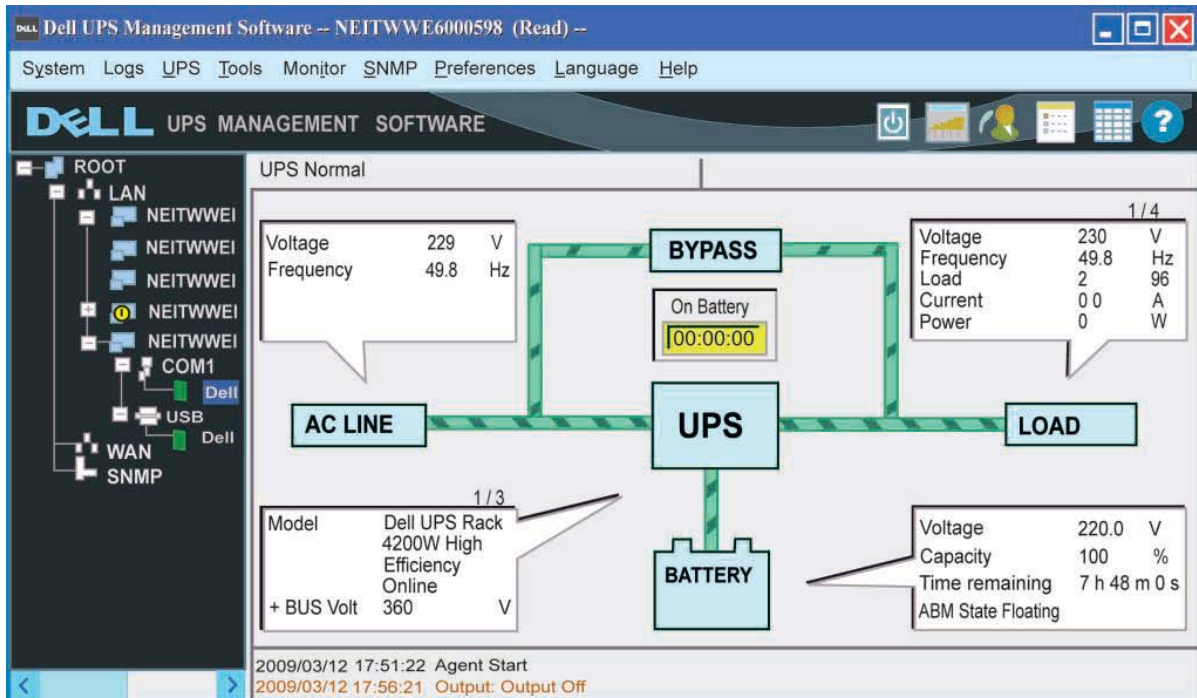 DELL Dell UPS Management Software -- NEITWWE6000598 (Read) --
System Logs UPS Tools Monitor SNMP Preferences Language Help
DELL UPS MANAGEMENT SOFTWARE
?
ROOT
LAN
NEITWWEI
NEITWWEI
NEITWWEI
NEITWWEI
NEITWWEI
COM1
Dell
USB
Dell
WAN
SNMP
UPS Normal
Voltage 229 V
Frequency 49.8 Hz
BYPASS
On Battery
00:00:00
1 / 4
Voltage 230 V
Frequency 49.8 Hz
Load 2 96
Current 0 0 A
Power 0 W
AC LINE
UPS
LOAD
1 / 3
Model Dell UPS Rack
4200W High
Efficiency
Online
+ BUS Volt 360 V
BATTERY
Voltage 220.0 V
Capacity 100 %
Time remaining 7 h 48 m 0 s
ABM State Floating
2009/03/12 17:51:22 Agent Start
2009/03/12 17:56:21 Output: Output Off